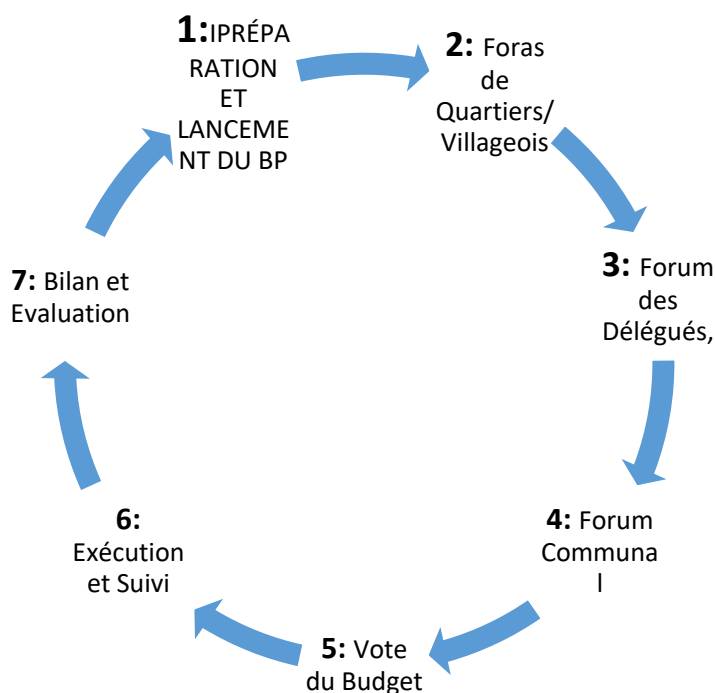 1:IPRÉPA
RATION
ET
LANCEME
NT DU BP
2: Foras
de
Quartiers/
Villageois
3: Forum
des
Délégués,
4: Forum
Communa
l
5: Vote
du Budget
6:
Exécution
et Suivi
7: Bilan et
Evaluation